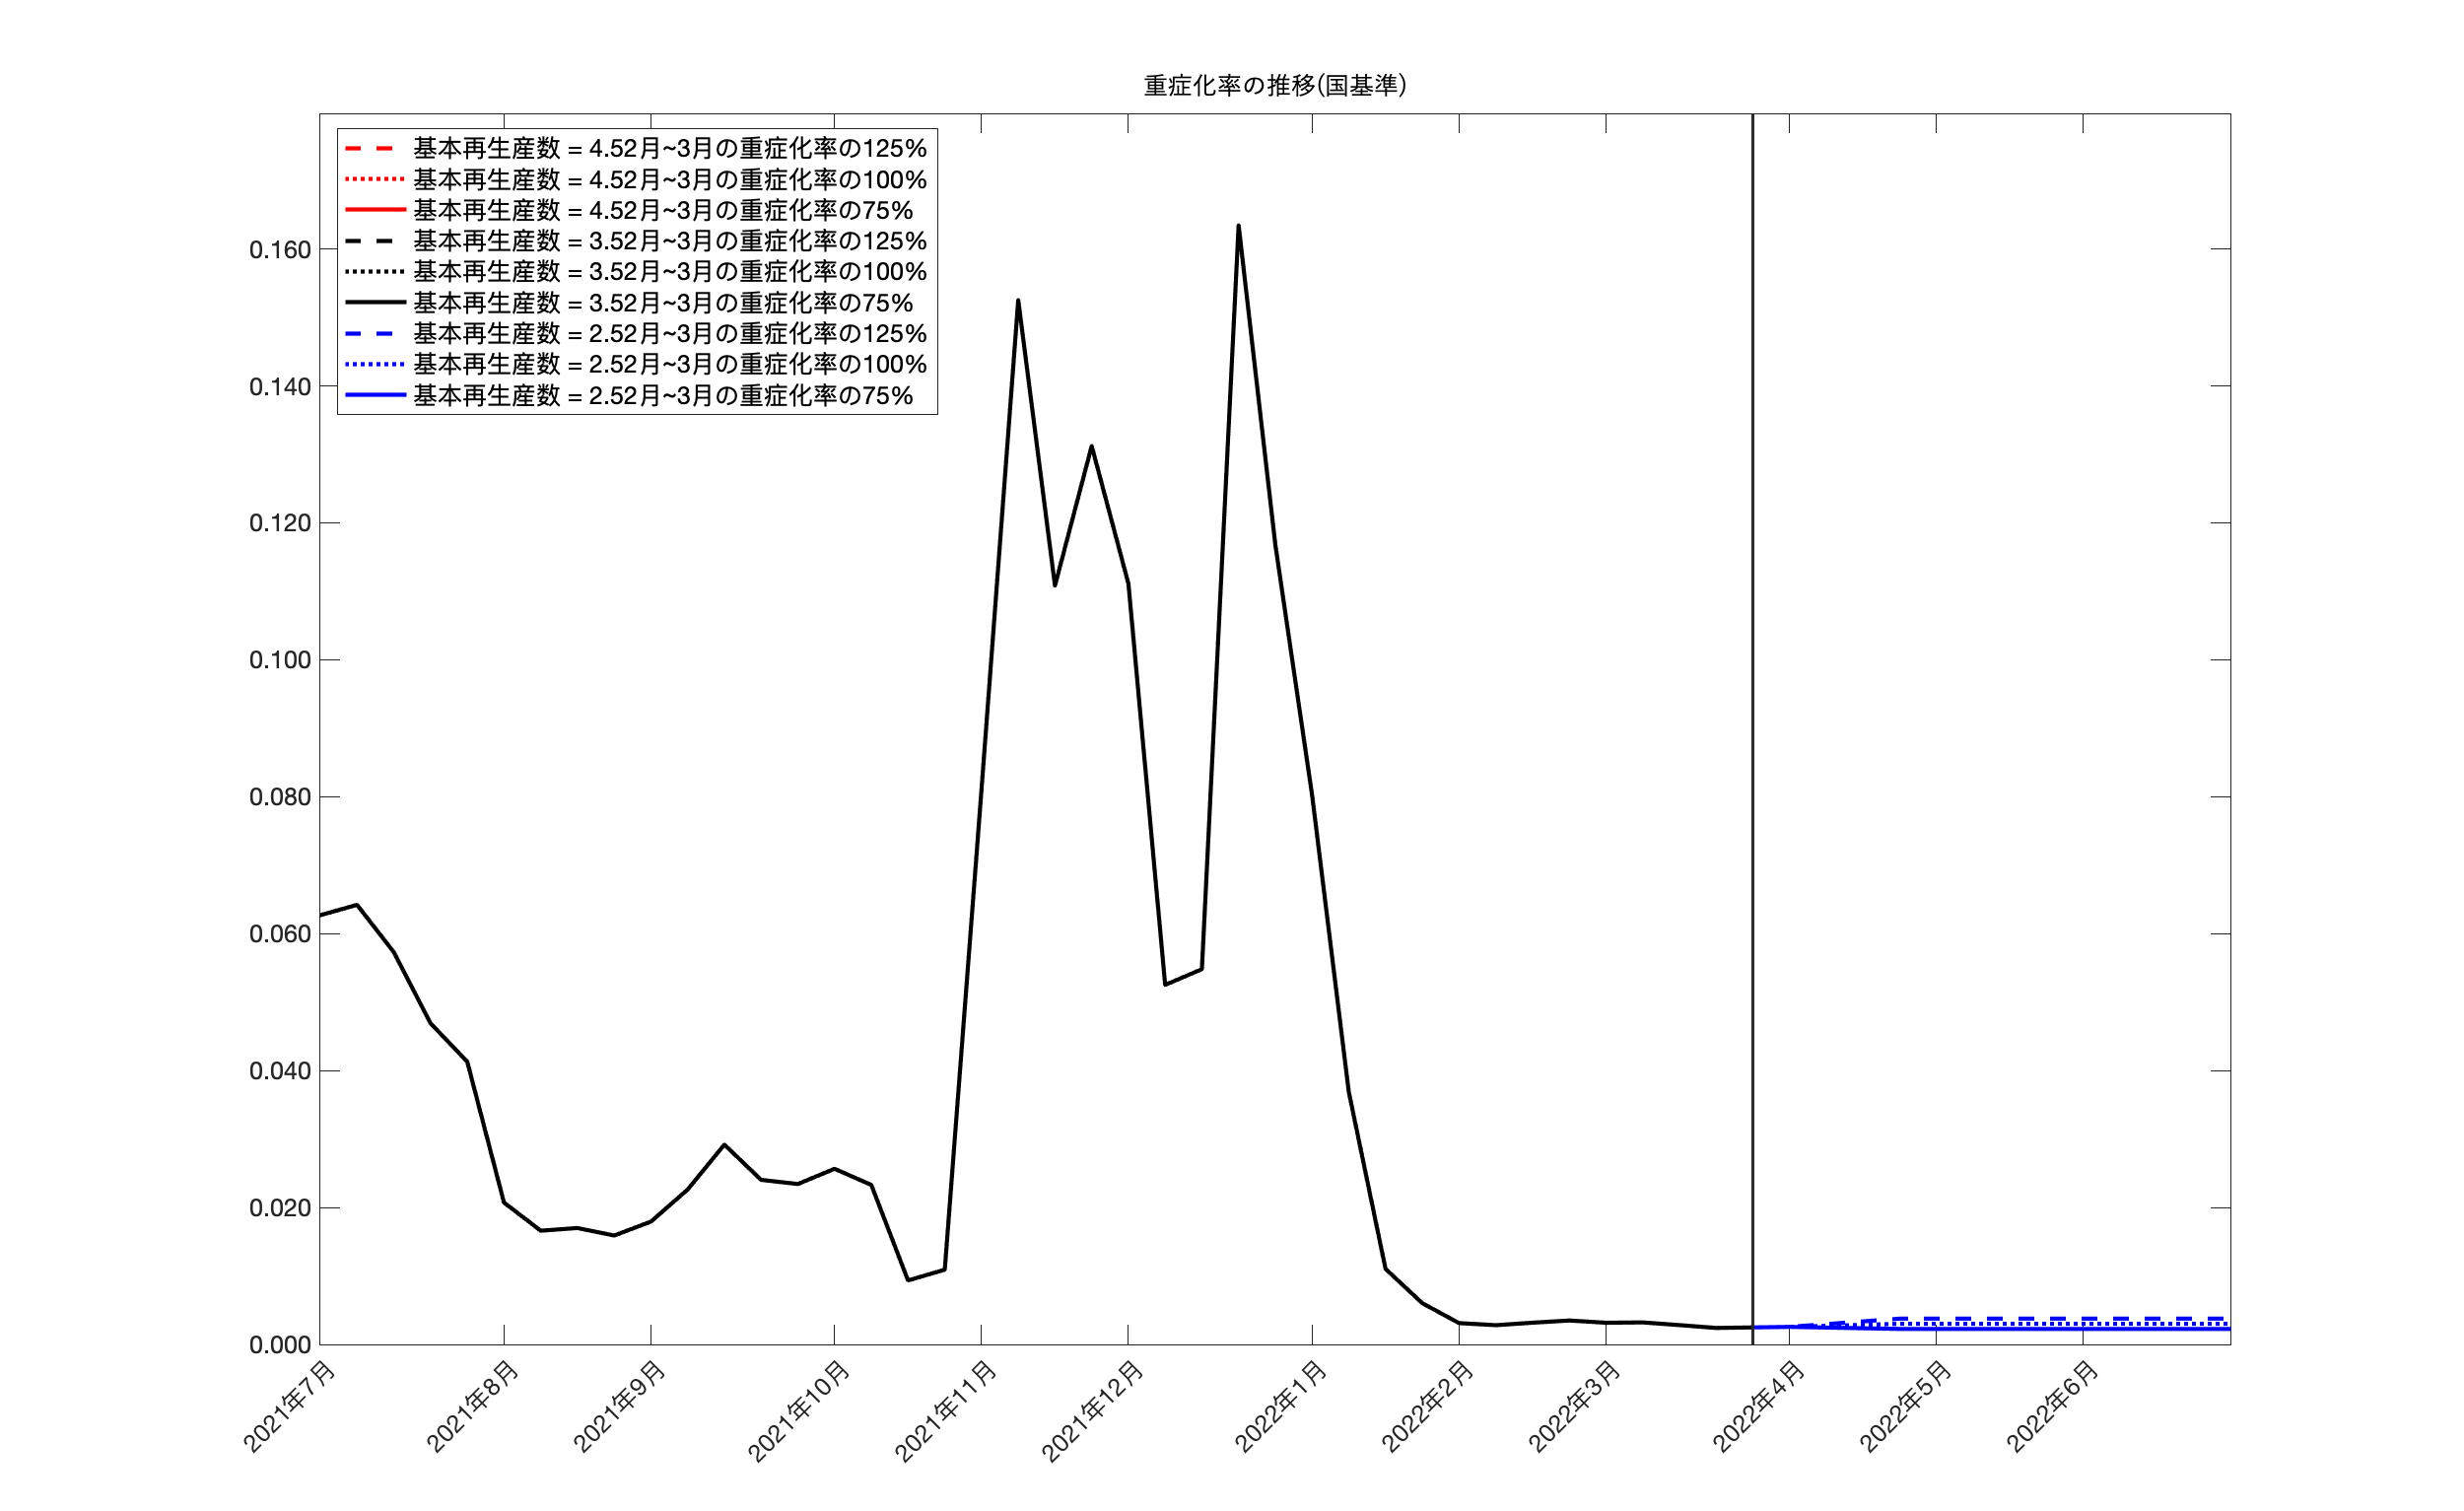 重症化率の推移(国基準)
基本再生産数 = 4.52月~3月の重症化率の125%
基本再生産数 = 4.52月~3月の重症化率の100%
基本再生産数 = 4.52月~3月の重症化率の75%
基本再生産数 = 3.52月~3月の重症化率の125%
基本再生産数 = 3.52月~3月の重症化率の100%
基本再生産数 = 3.52月~3月の重症化率の75%
基本再生産数 = 2.52月~3月の重症化率の125%
基本再生産数 = 2.52月~3月の重症化率の100%
基本再生産数 = 2.52月~3月の重症化率の75%
0.160
0.140
0.120
0.100
0.080
0.060
0.040
0.020
0.000
2021年7月
2021年8月
2021年9月
2021年10月
2021年11月
2021年12月
2022年1月
2022年2月
2022年3月
2022年4月
2022年5月
2022年6月